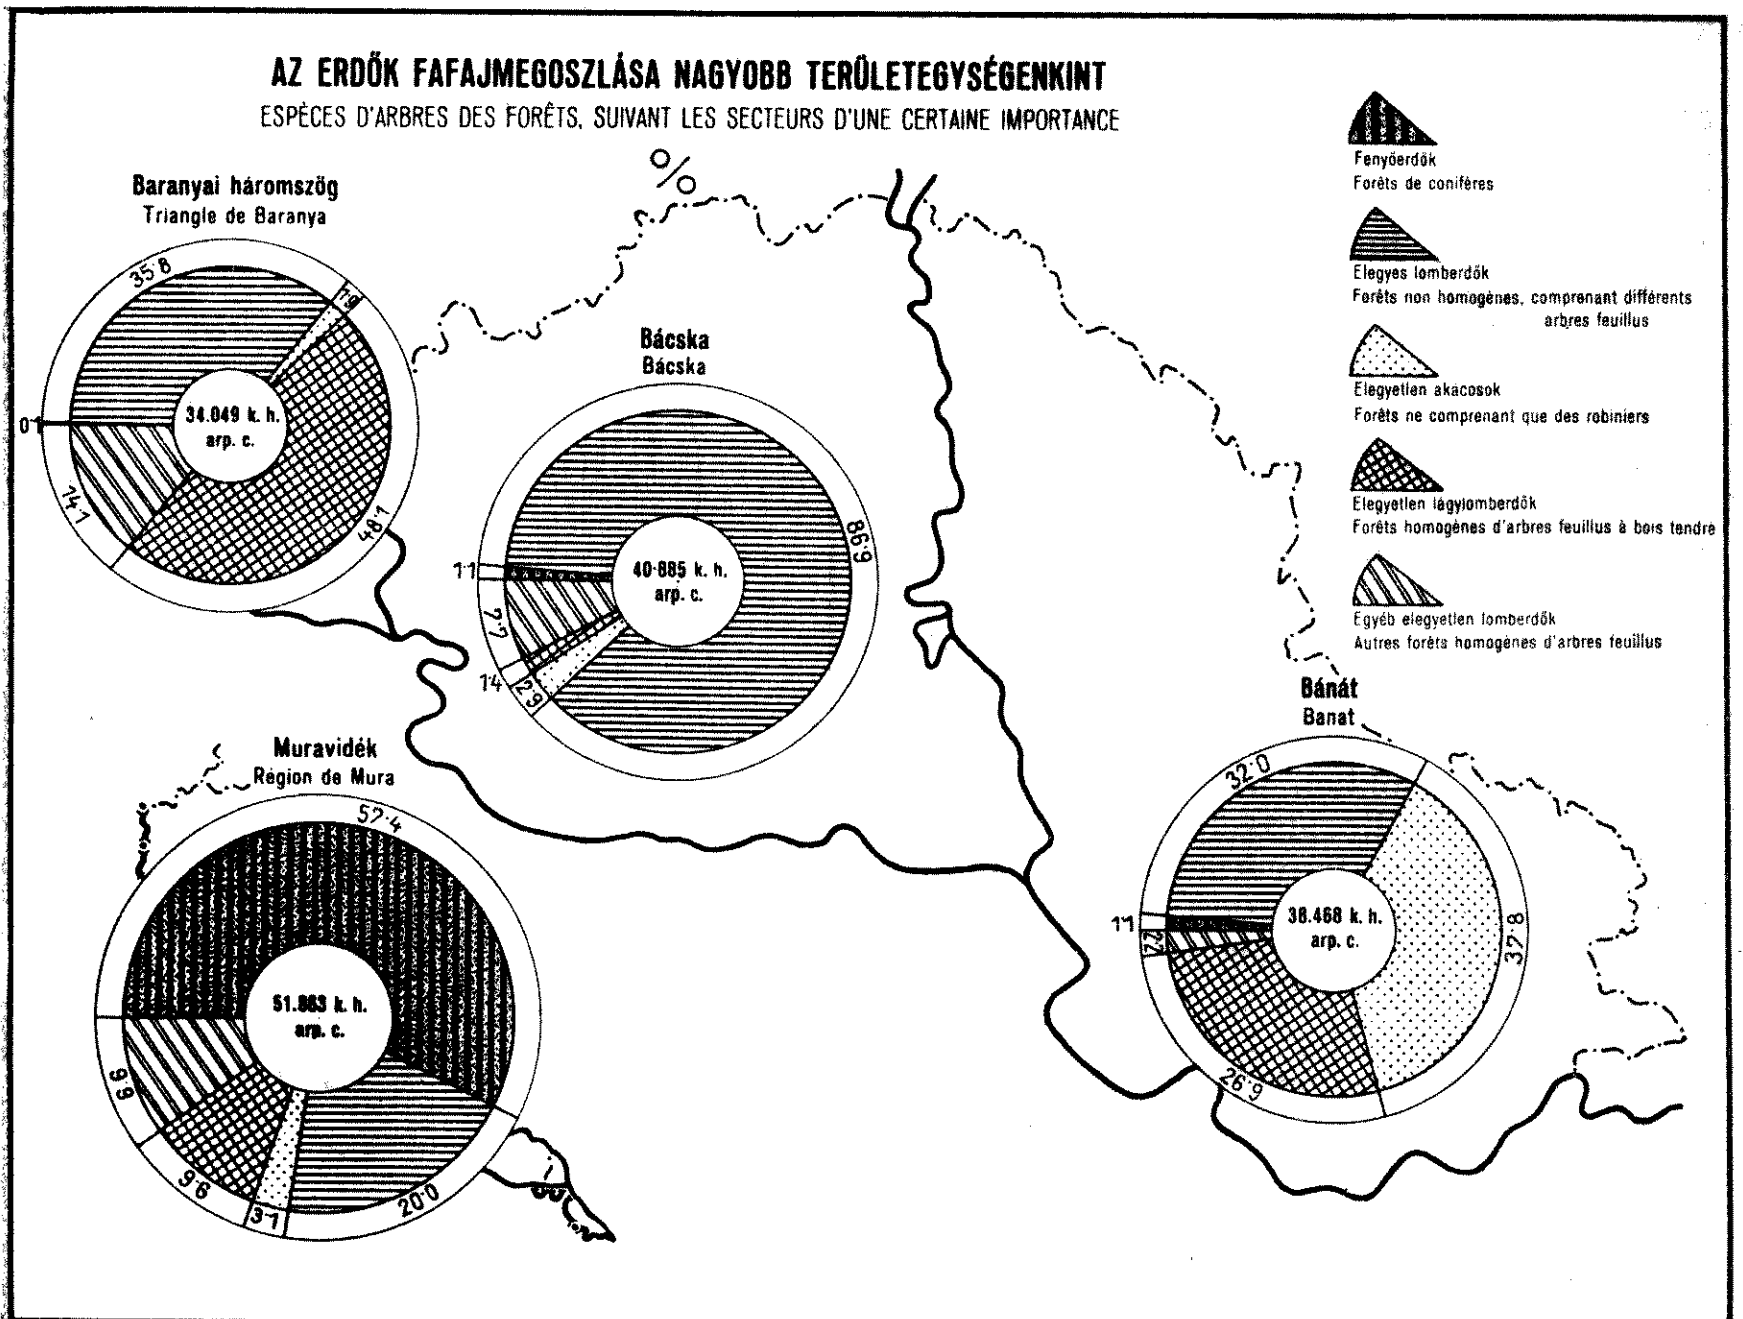 AZ ERDŐK FAFAJMEGOSZLÁSA NAGYOBB TERÜLETEGYSÉGENKINT
ESPÈCES D'ARBRES DES FORÊTS, SUIVANT LES SECTEURS D'UNE CERTAINE IMPORTANCE
%
Baranyai háromszög
Triangle de Baranya
35·8
1·9
0·1
34.049 k. h.
arp. c.
14·1
48·1
Bácska
Bácska
86·9
1·1
40·885 k. h.
arp. c.
7·7
1·4
2·9
Muravidék
Région de Mura
57·4
51.863 k. h.
arp. c.
9·9
9·6
3·1
20·0
Bánát
Banat
32·0
1·1
2·2
38.468 k. h.
arp. c.
37·8
26·9
Fenyőerdők
Forêts de conifères
Elegyes lomberdők
Forêts non homogènes, comprenant différents
arbres feuillus
Elegyetlen akácosok
Forêts ne comprenant que des robiniers
Elegyetlen lágylomberdők
Forêts homogènes d'arbres feuillus à bois tendre
Egyéb elegyetlen lomberdők
Autres forêts homogènes d'arbres feuillus